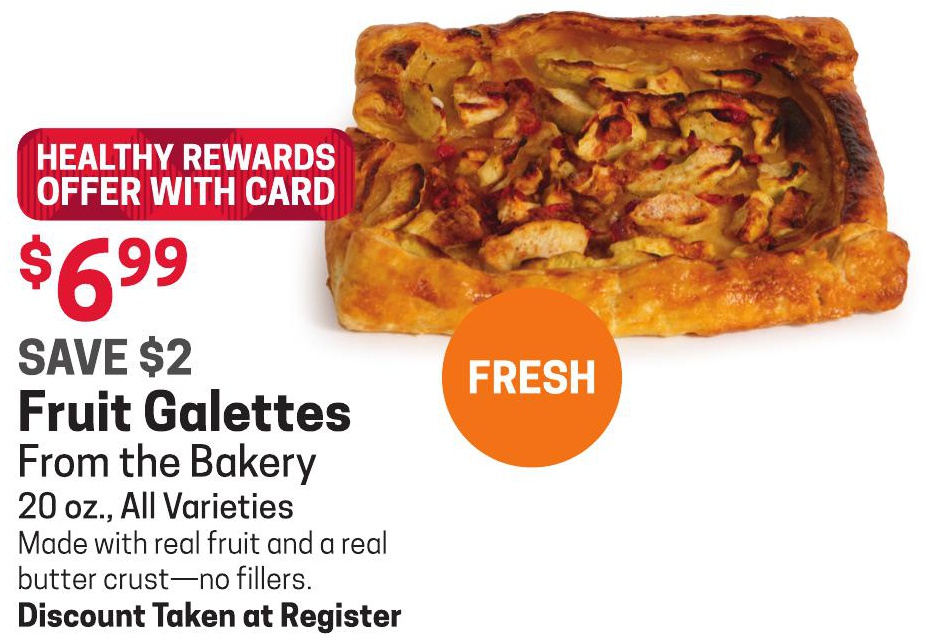 HEALTHY REWARDS
OFFER WITH CARD
$6.99
SAVE $2
Fruit Galettes
From the Bakery
20 oz., All Varieties
Made with real fruit and a real
butter crust—no fillers.
Discount Taken at Register
FRESH